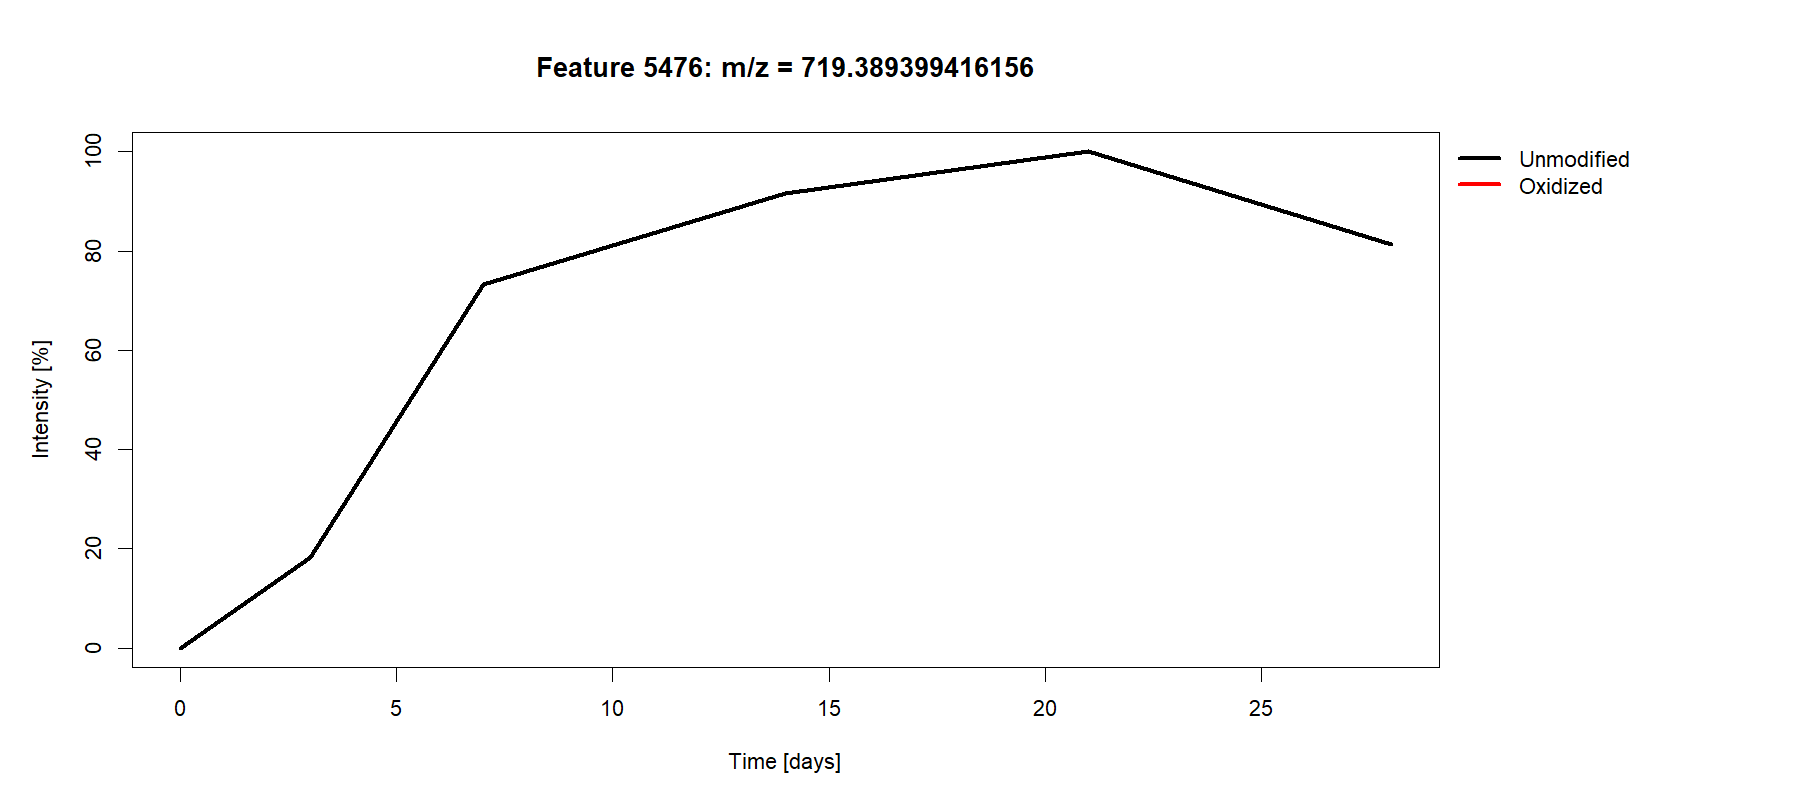 Feature 5476: m/z = 719.389399416156
Unmodified
Oxidized
Intensity [%]
100
80
60
40
20
0
0 5 10 15 20 25
Time [days]